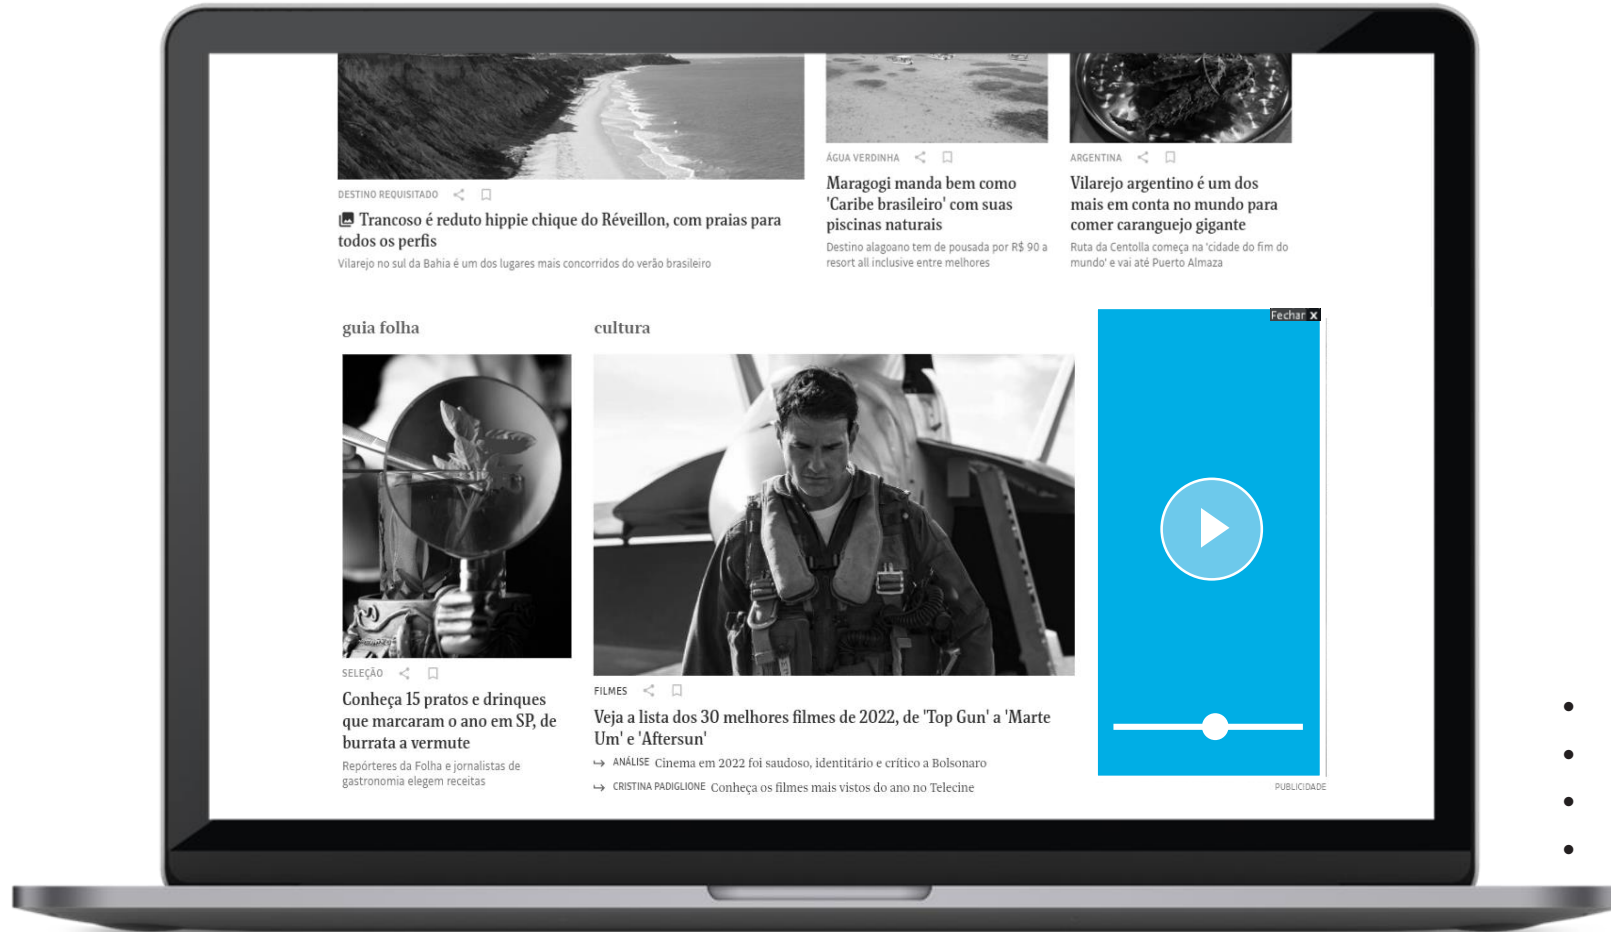 DESTINO REQUISITADO
Trancoso é reduto hippie chique do Réveillon, com praias para
todos os perfis
Vilarejo no sul da Bahia é um dos lugares mais concorridos do verão brasileiro
ÁGUA VERDINHA
Maragogi manda bem como
'Caribe brasileiro' com suas
piscinas naturais
Destino alagoano tem de pousada por R$ 90 a
resort all inclusive entre melhores
ARGENTINA
Vilarejo argentino é um dos
mais em conta no mundo para
comer caranguejo gigante
Ruta da Centolla começa na 'cidade do fim do
mundo' e vai até Puerto Almaza
guia folha
SELEÇÃO
Conheça 15 pratos e drinques
que marcaram o ano em SP, de
burrata a vermute
Repórteres da Folha e jornalistas de
gastronomia elegem receitas
cultura
FILMES
Veja a lista dos 30 melhores filmes de 2022, de 'Top Gun' a 'Marte
Um' e 'Aftersun'
ANÁLISE Cinema em 2022 foi saudoso, identitário e crítico a Bolsonaro
CRISTINA PADIGLIONE Conheça os filmes mais vistos do ano no Telecine
Fechar x
PUBLICIDADE